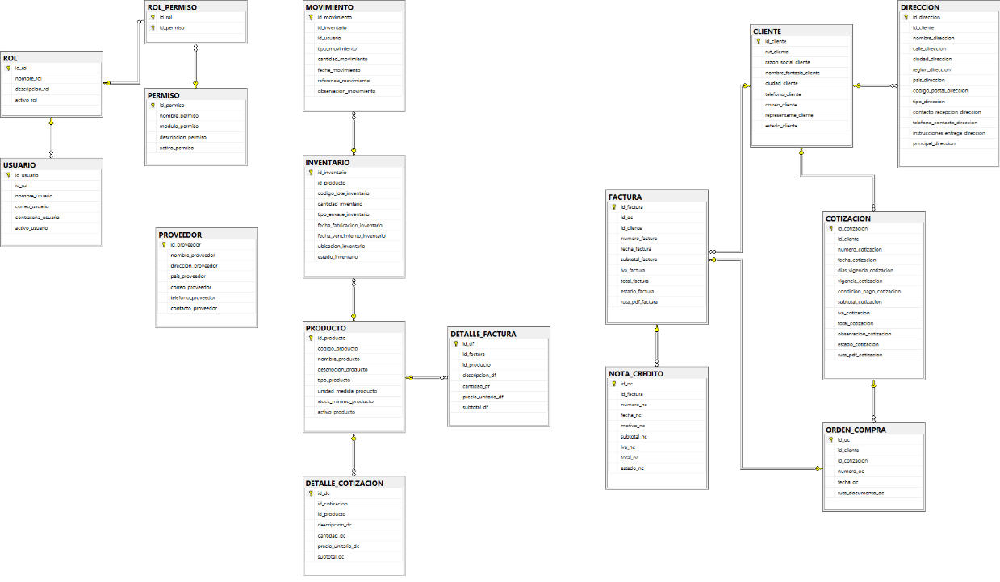 ROL_PERMISO
id_rol
id_permiso
ROL
id_rol
nombre_rol
descripcion_rol
activo_rol
PERMISO
id_permiso
nombre_permiso
modulo_permiso
descripcion_permiso
activo_permiso
USUARIO
id_usuario
id_rol
nombre_usuario
correo_usuario
contrasena_usuario
activo_usuario
PROVEEDOR
id_proveedor
nombre_proveedor
direccion_proveedor
pais_proveedor
correo_proveedor
telefono_proveedor
contacto_proveedor
MOVIMIENTO
id_movimiento
id_inventario
id_usuario
tipo_movimiento
cantidad_movimiento
fecha_movimiento
referencia_movimiento
observacion_movimiento
INVENTARIO
id_inventario
id_producto
codigo_lote_inventario
cantidad_inventario
tipo_envase_inventario
fecha_fabricacion_inventario
fecha_vencimiento_inventario
ubicacion_inventario
estado_inventario
PRODUCTO
id_producto
codigo_producto
nombre_producto
descripcion_producto
tipo_producto
unidad_medida_producto
stock_minimo_producto
activo_producto
DETALLE_FACTURA
id_df
id_factura
id_producto
descripcion_df
cantidad_df
precio_unitario_df
subtotal_df
DETALLE_COTIZACION
id_dc
id_cotizacion
id_producto
descripcion_dc
cantidad_dc
precio_unitario_dc
subtotal_dc
CLIENTE
id_cliente
rut_cliente
razon_social_cliente
nombre_fantasia_cliente
ciudad_cliente
telefono_cliente
correo_cliente
representante_cliente
estado_cliente
DIRECCION
id_direccion
id_cliente
nombre_direccion
calle_direccion
ciudad_direccion
region_direccion
pais_direccion
codigo_postal_direccion
tipo_direccion
contacto_recepcion_direccion
telefono_contacto_direccion
instrucciones_entrega_direccion
principal_direccion
FACTURA
id_factura
id_oc
id_cliente
numero_factura
fecha_factura
subtotal_factura
iva_factura
total_factura
estado_factura
ruta_pdf_factura
COTIZACION
id_cotizacion
id_cliente
numero_cotizacion
fecha_cotizacion
dias_vigencia_cotizacion
vigencia_cotizacion
condicion_pago_cotizacion
subtotal_cotizacion
iva_cotizacion
total_cotizacion
observacion_cotizacion
estado_cotizacion
ruta_pdf_cotizacion
NOTA_CREDITO
id_nc
id_factura
numero_nc
fecha_nc
motivo_nc
subtotal_nc
iva_nc
total_nc
estado_nc
ORDEN_COMPRA
id_oc
id_cliente
id_cotizacion
numero_oc
fecha_oc
ruta_documento_oc